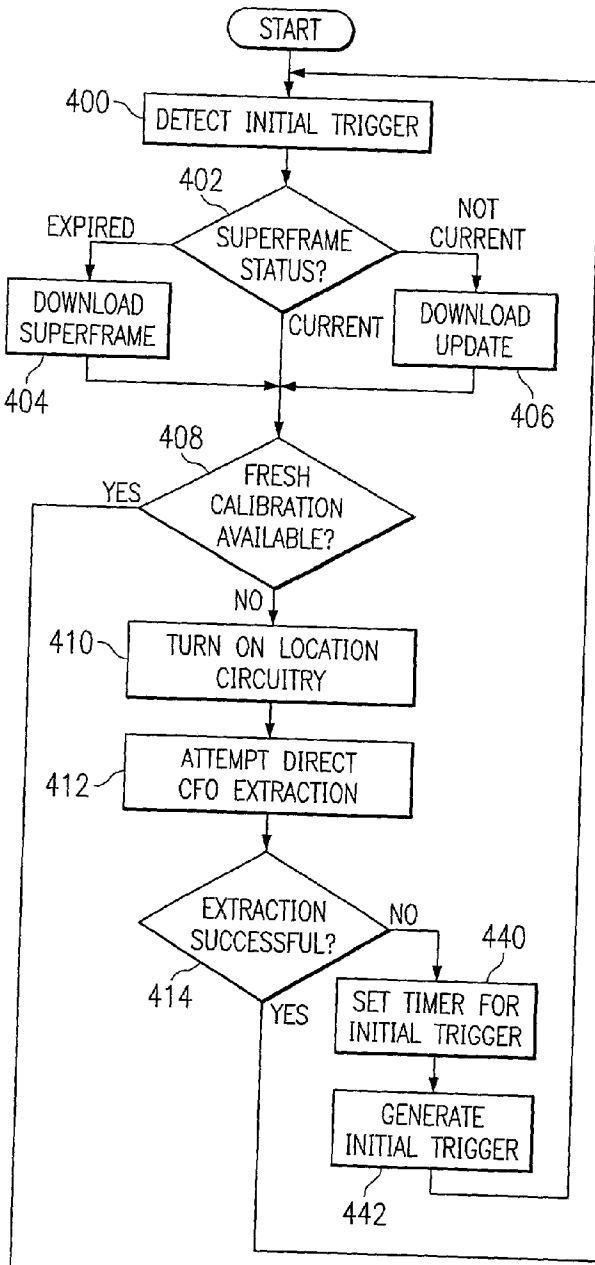 START
400
DETECT INITIAL TRIGGER
402
EXPIRED
SUPERFRAME
STATUS?
NOT
CURRENT
DOWNLOAD
SUPERFRAME
404
CURRENT
DOWNLOAD
UPDATE
406
408
YES
FRESH
CALIBRATION
AVAILABLE?
NO
410
TURN ON LOCATION
CIRCUITRY
412
ATTEMPT DIRECT
CFO EXTRACTION
EXTRACTION
SUCCESSFUL?
NO
414
YES
440
SET TIMER FOR
INITIAL TRIGGER
GENERATE
INITIAL TRIGGER
442